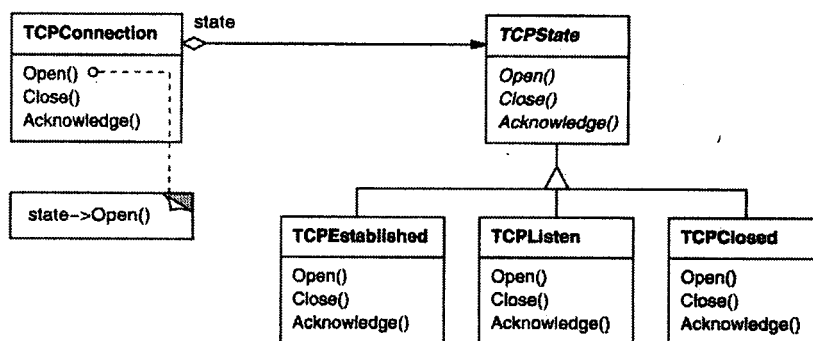 state
TCPConnection
Open()
Close()
Acknowledge()
state->Open()
TCPState
Open()
Close()
Acknowledge()
TCPEstablished
Open()
Close()
Acknowledge()
TCPListen
Open()
Close()
Acknowledge()
TCPClosed
Open()
Close()
Acknowledge()